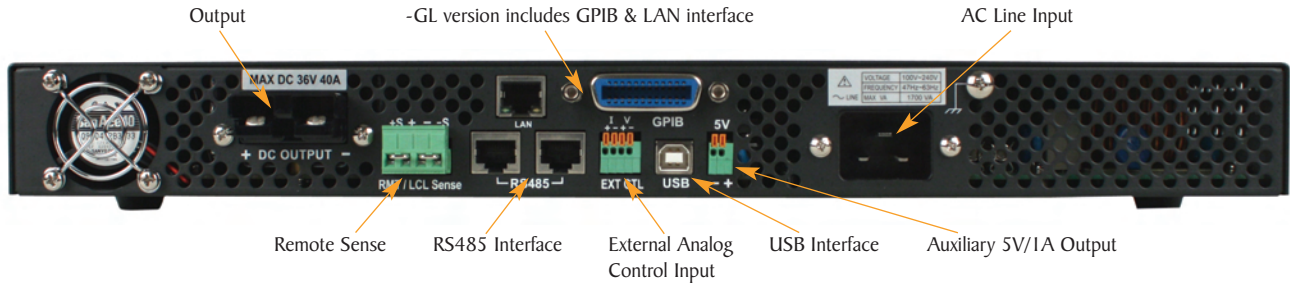 Output
-GL version includes GPIB & LAN interface
AC Line Input
MAX DC 36V 40A
VOLTAGE 100V~240V
FREQUENCY 47Hz~63Hz
LINE MAX VA 1700 VA
LAN
GPIB
I V
+ - + -
5V
+S + - -S
+ DC OUTPUT -
RMT / LCL Sense
RS485
EXT CTL
USB
- +
Remote Sense
RS485 Interface
External Analog
Control Input
USB Interface
Auxiliary 5V/1A Output